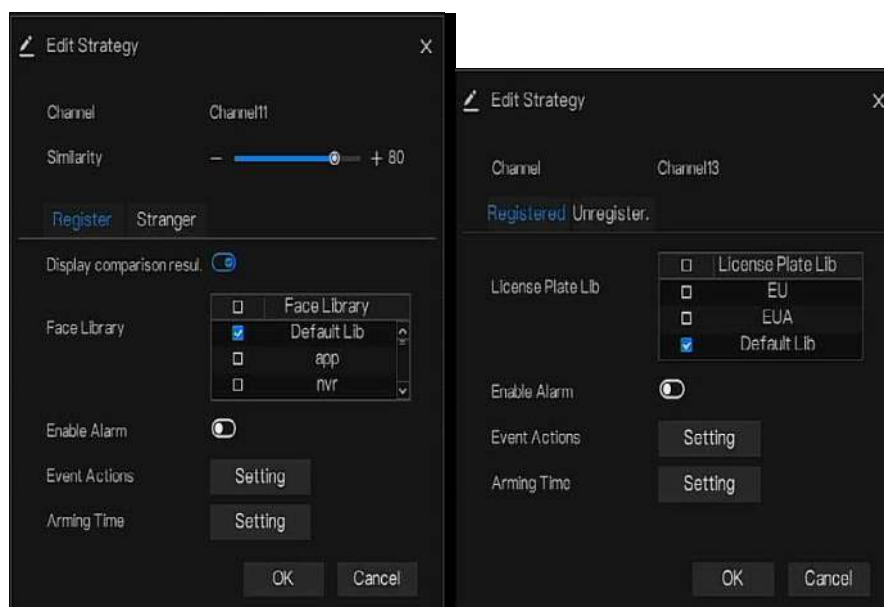 Edit Strategy X
Channel Channel11
Similarity − + 80
Register Stranger
Display comparison resul.
Face Library
Face Library
Default Lib
app
nvr
Enable Alarm
Event Actions Setting
Arming Time Setting
OK Cancel
Edit Strategy X
Channel Channel13
Registered Unregister.
License Plate Lib
License Plate Lib
EU
EUA
Default Lib
Enable Alarm
Event Actions Setting
Arming Time Setting
OK Cancel